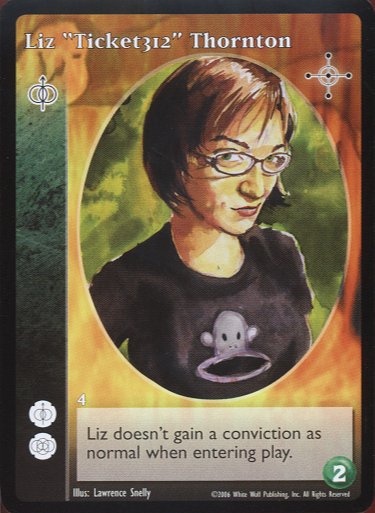 Liz "Ticket312" Thornton
4
Liz doesn't gain a conviction as
normal when entering play.
2
Illus: Lawrence Snelly
©2006 White Wolf Publishing, Inc. All Rights Reserved